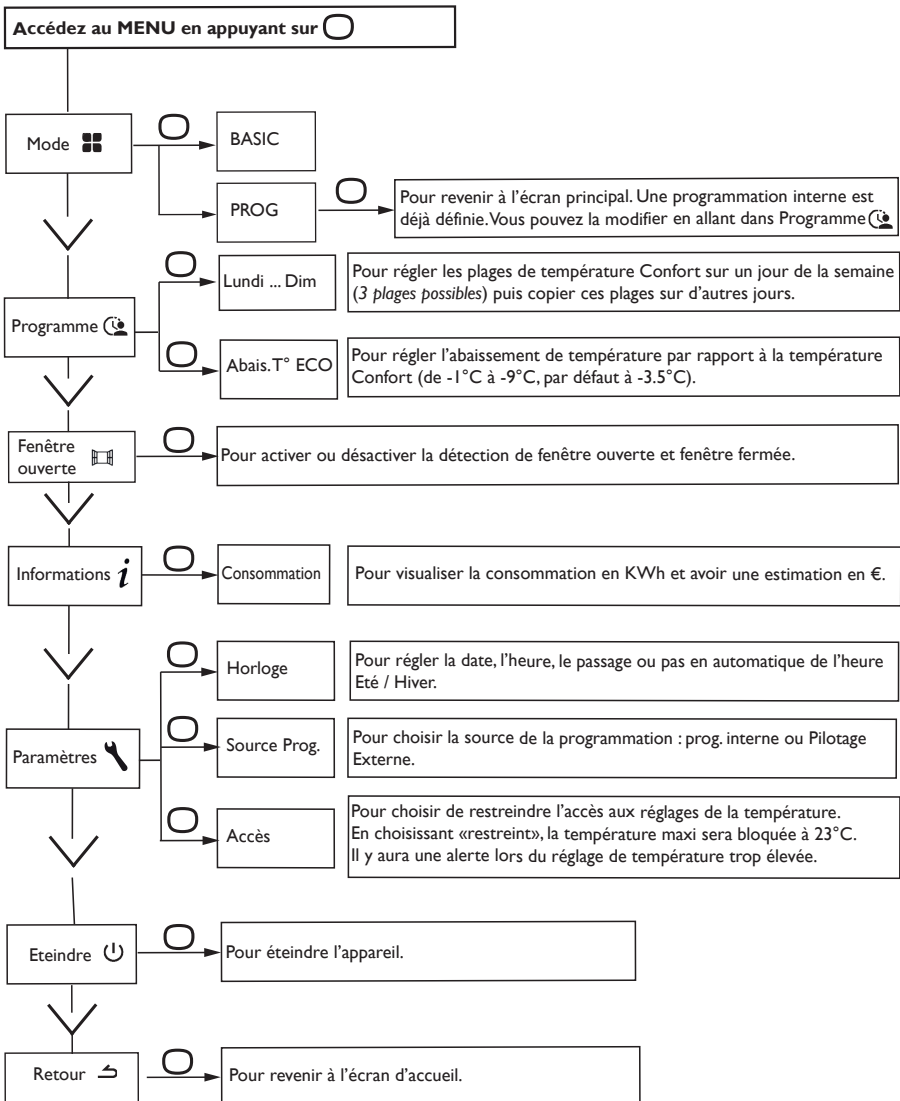 Accédez au MENU en appuyant sur
Mode
BASIC
PROG
Pour revenir à l'écran principal. Une programmation interne est
déjà définie. Vous pouvez la modifier en allant dans Programme
Programme
Lundi ... Dim
Pour régler les plages de température Confort sur un jour de la semaine
(3 plages possibles) puis copier ces plages sur d'autres jours.
Abais. T° ECO
Pour régler l'abaissement de température par rapport à la température
Confort (de -1°C à -9°C, par défaut à -3.5°C).
Fenêtre
ouverte
Pour activer ou désactiver la détection de fenêtre ouverte et fenêtre fermée.
Informations i
Consommation
Pour visualiser la consommation en KWh et avoir une estimation en €.
Paramètres
Horloge
Pour régler la date, l'heure, le passage ou pas en automatique de l'heure
Eté / Hiver.
Source Prog.
Pour choisir la source de la programmation : prog. interne ou Pilotage
Externe.
Accès
Pour choisir de restreindre l'accès aux réglages de la température.
En choisissant «restreint», la température maxi sera bloquée à 23°C.
Il y aura une alerte lors du réglage de température trop élevée.
Eteindre
Pour éteindre l'appareil.
Retour
Pour revenir à l'écran d'accueil.